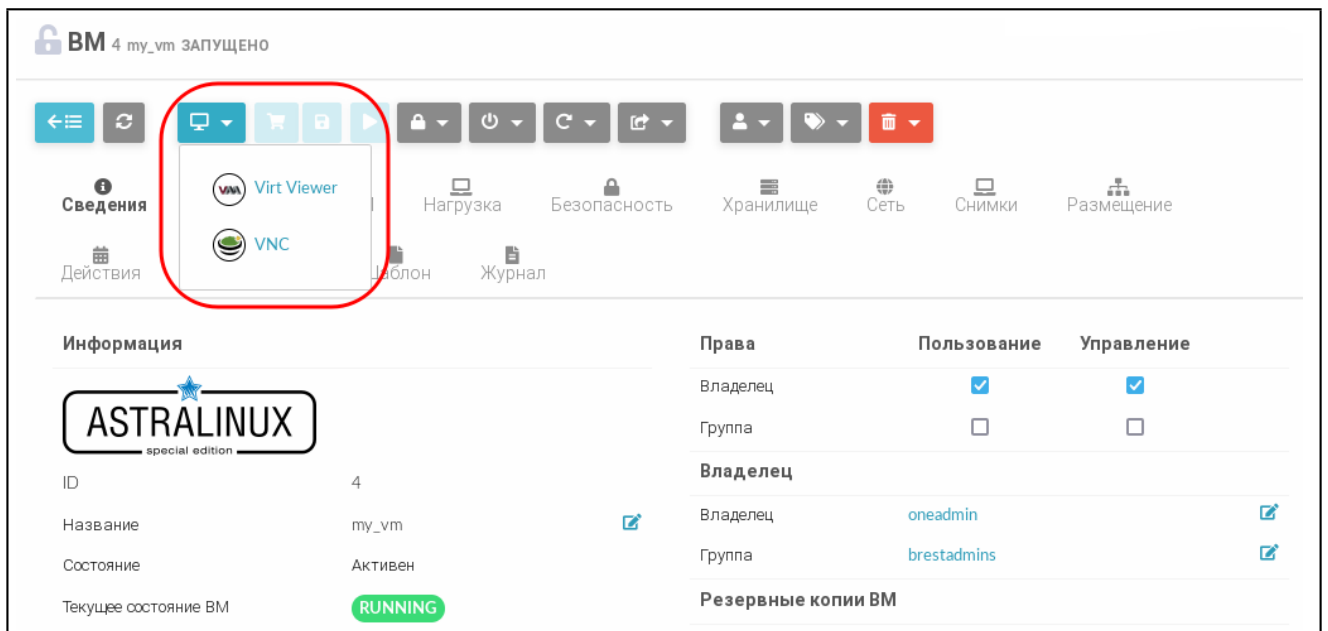 ВМ 4 my_vm ЗАПУЩЕНО
Virt Viewer
VNC
Сведения Нагрузка Безопасность Хранилище Сеть Снимки Размещение
Действия Журнал
Информация
ASTRALINUX
special edition
ID 4
Название my_vm
Состояние Активен
Текущее состояние ВМ RUNNING
Права Пользование Управление
Владелец
Группа
Владелец
Владелец oneadmin
Группа brestadmins
Резервные копии ВМ